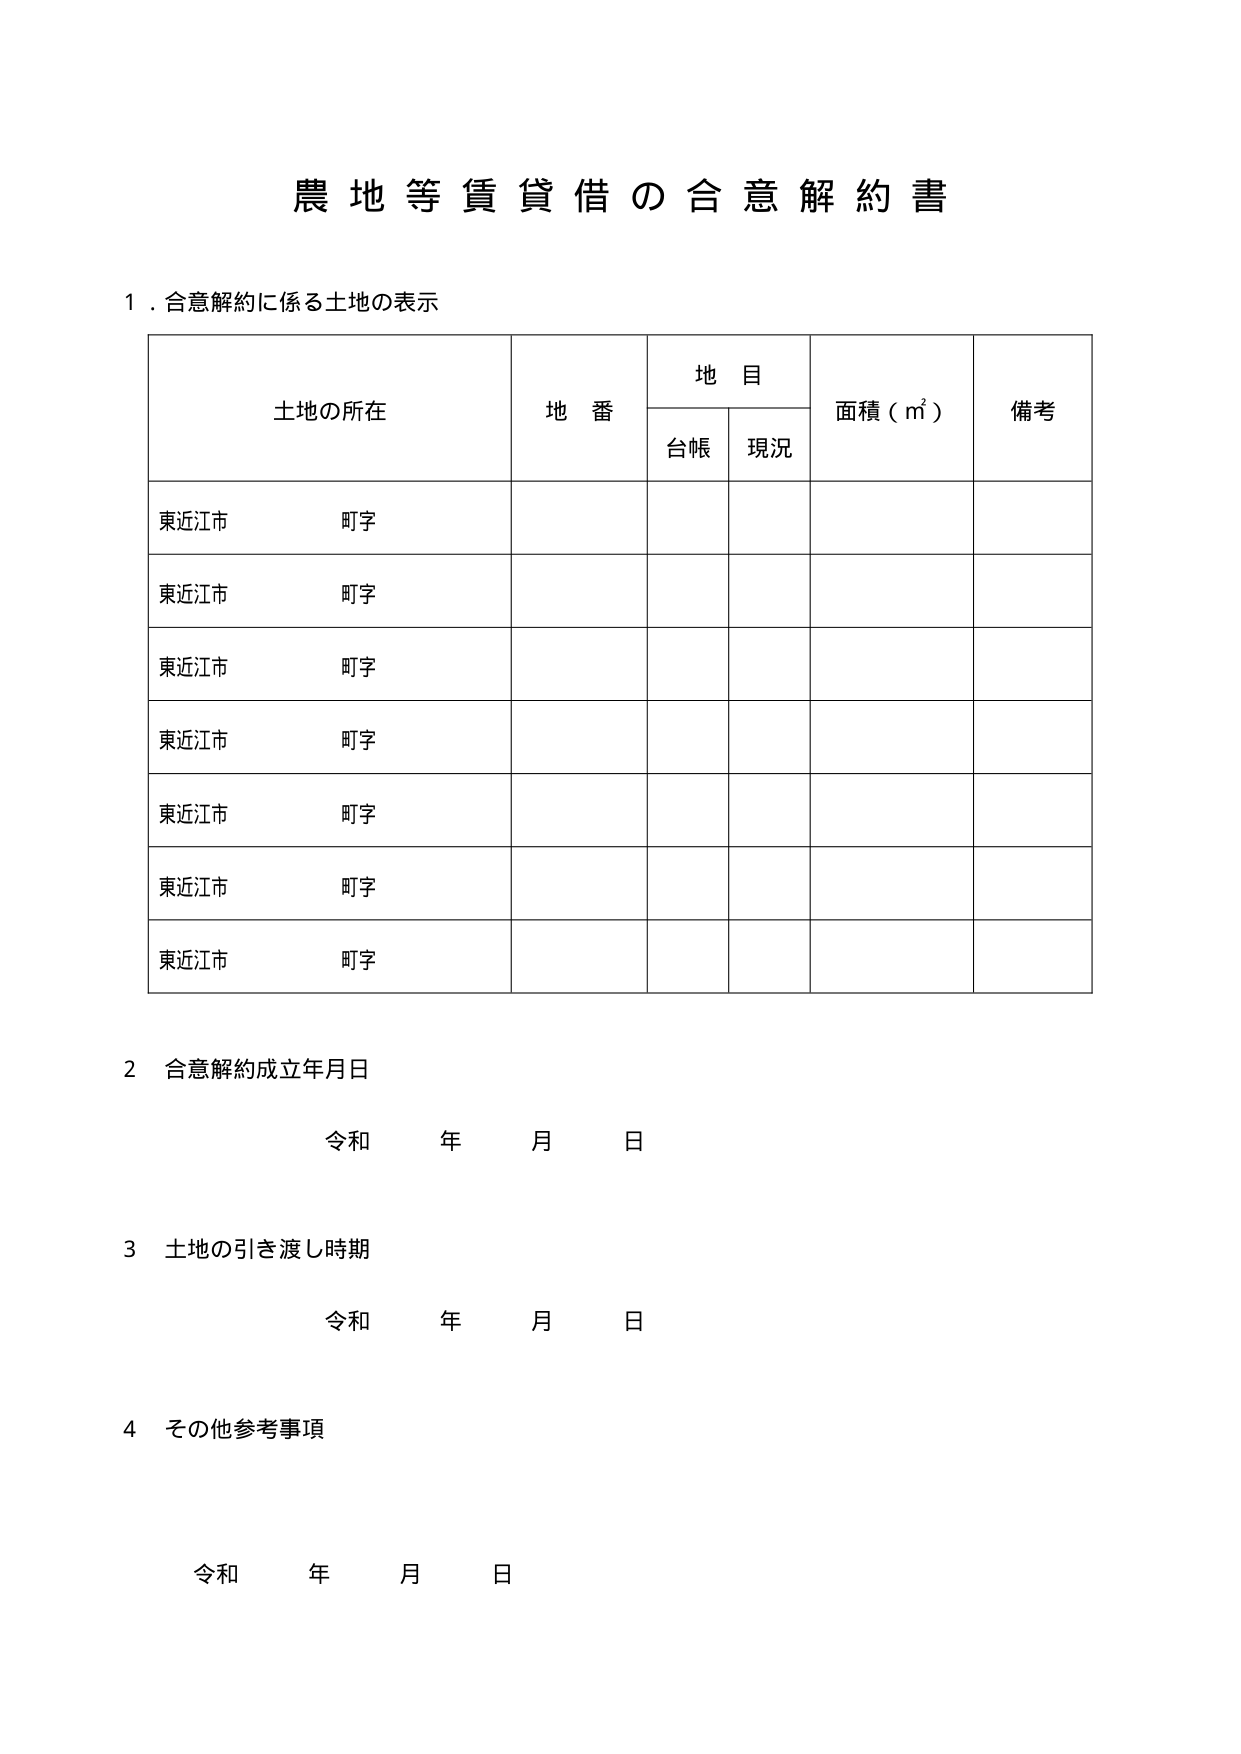 農地等賃貸借の合意解約書
1．合意解約に係る土地の表示
土地の所在 地　番 地　目 面積（㎡） 備考
台帳 現況
東近江市　　　　　町字
東近江市　　　　　町字
東近江市　　　　　町字
東近江市　　　　　町字
東近江市　　　　　町字
東近江市　　　　　町字
東近江市　　　　　町字
2　合意解約成立年月日
令和　　　年　　　月　　　日
3　土地の引き渡し時期
令和　　　年　　　月　　　日
4　その他参考事項
令和　　　年　　　月　　　日